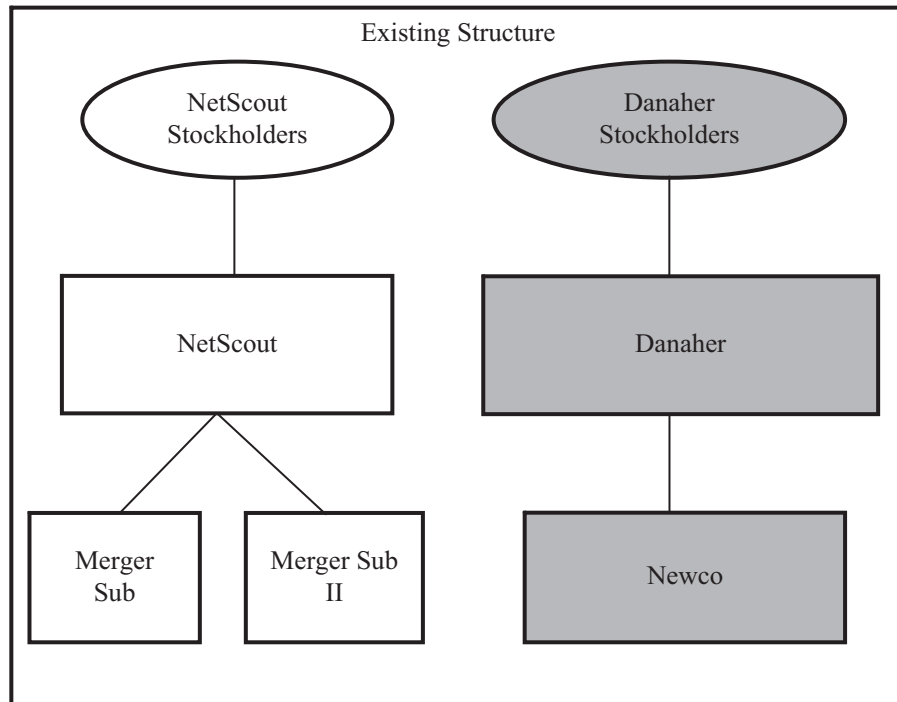 Existing Structure
NetScout
Stockholders
Danaher
Stockholders
NetScout
Danaher
Merger
Sub
Merger Sub
II
Newco